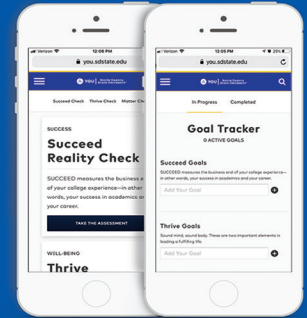 Verizon 12:08 PM
you.sdstate.edu
YOU
Succeed Check Thrive Check Matter Ch
SUCCESS
Succeed
Reality Check
SUCCEED measures the business e
of your college experience—in other
words, your success in academics an
your career.
TAKE THE ASSESSMENT
WELL-BEING
Thrive
Verizon 12:05 PM
you.sdstate.edu
YOU
In Progress Completed
Goal Tracker
0 ACTIVE GOALS
Succeed Goals
SUCCEED measures the business end of your college experience—
in other words, your success in academics and your career.
Add Your Goal
Thrive Goals
Sound mind, sound body. These are two important elements in
leading a fulfilling life.
Add Your Goal